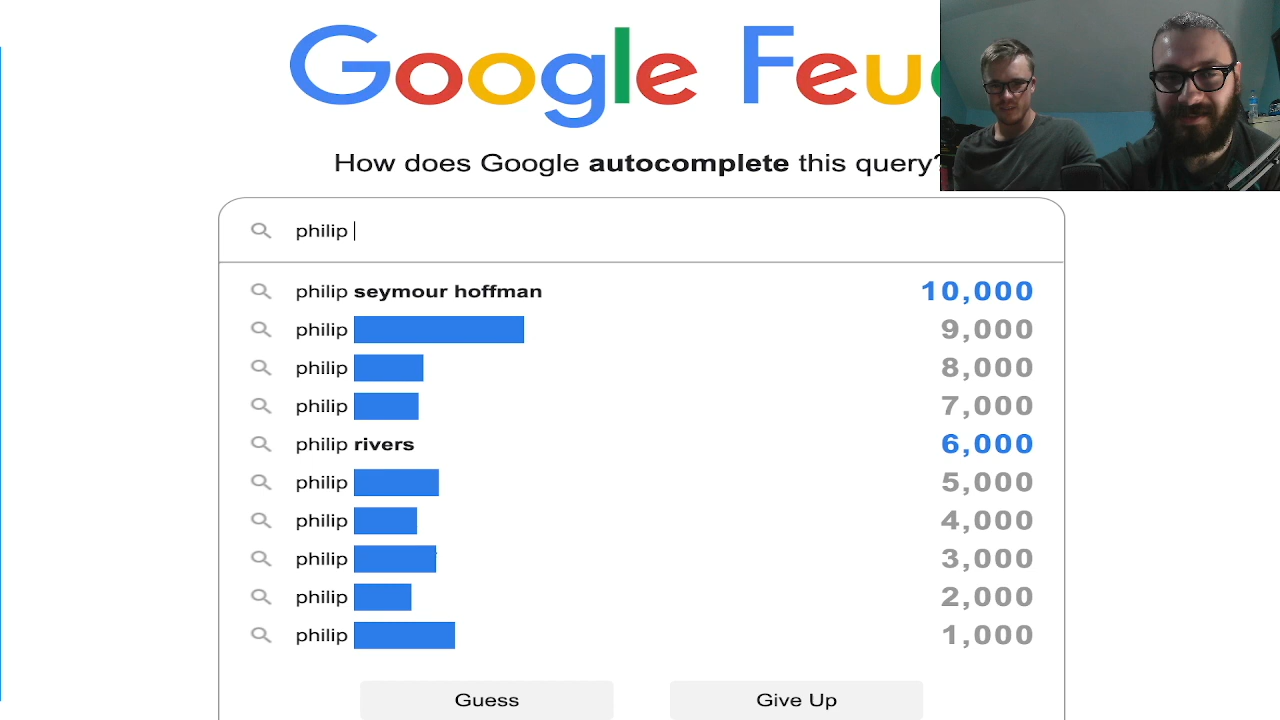 Google Feu
How does Google autocomplete this query?
philip
philip seymour hoffman 10,000
philip 9,000
philip 8,000
philip 7,000
philip rivers 6,000
philip 5,000
philip 4,000
philip 3,000
philip 2,000
philip 1,000
Guess Give Up